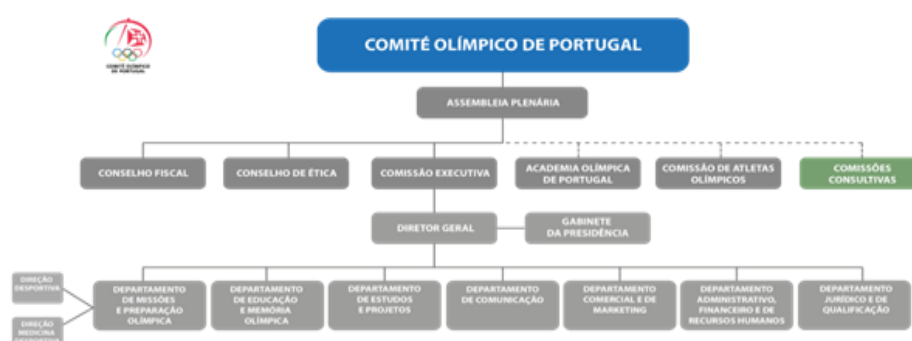 COMITÉ OLÍMPICO
DE PORTUGAL
COMITÉ OLÍMPICO DE PORTUGAL
ASSEMBLEIA PLENÁRIA
CONSELHO FISCAL
CONSELHO DE ÉTICA
COMISSÃO EXECUTIVA
ACADEMIA OLÍMPICA
DE PORTUGAL
COMISSÃO DE ATLETAS
OLÍMPICOS
COMISSÕES
CONSULTIVAS
DIRETOR GERAL
GABINETE
DA PRESIDÊNCIA
DIREÇÃO
DESPORTIVA
DIREÇÃO
MEDICINA
DESPORTIVA
DEPARTAMENTO
DE MISSÕES
E PREPARAÇÃO
OLÍMPICA
DEPARTAMENTO
DE EDUCAÇÃO
E MEMÓRIA
OLÍMPICA
DEPARTAMENTO
DE ESTUDOS
E PROJETOS
DEPARTAMENTO
DE COMUNICAÇÃO
DEPARTAMENTO
COMERCIAL E DE
MARKETING
DEPARTAMENTO
ADMINISTRATIVO,
FINANCEIRO E DE
RECURSOS HUMANOS
DEPARTAMENTO
JURÍDICO E DE
QUALIFICAÇÃO